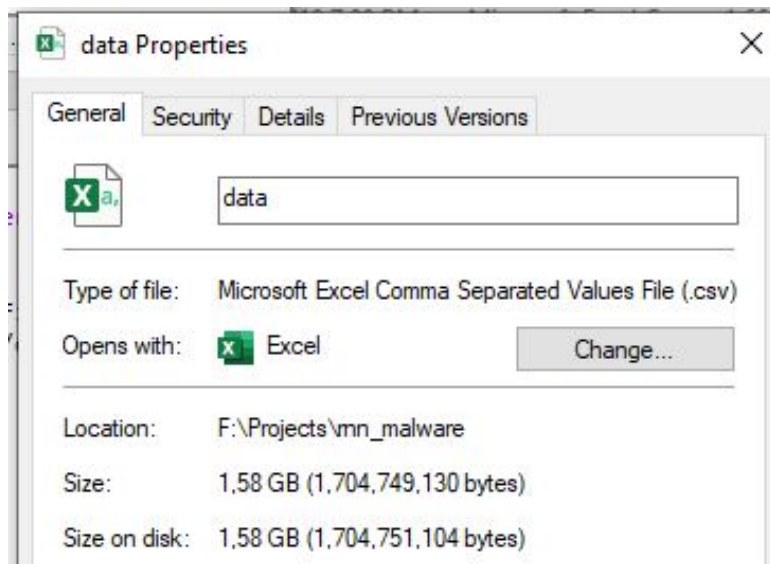 data Properties
General Security Details Previous Versions
data
Type of file: Microsoft Excel Comma Separated Values File (.csv)
Opens with: Excel Change...
Location: F:\Projects\rnn_malware
Size: 1,58 GB (1,704,749,130 bytes)
Size on disk: 1,58 GB (1,704,751,104 bytes)